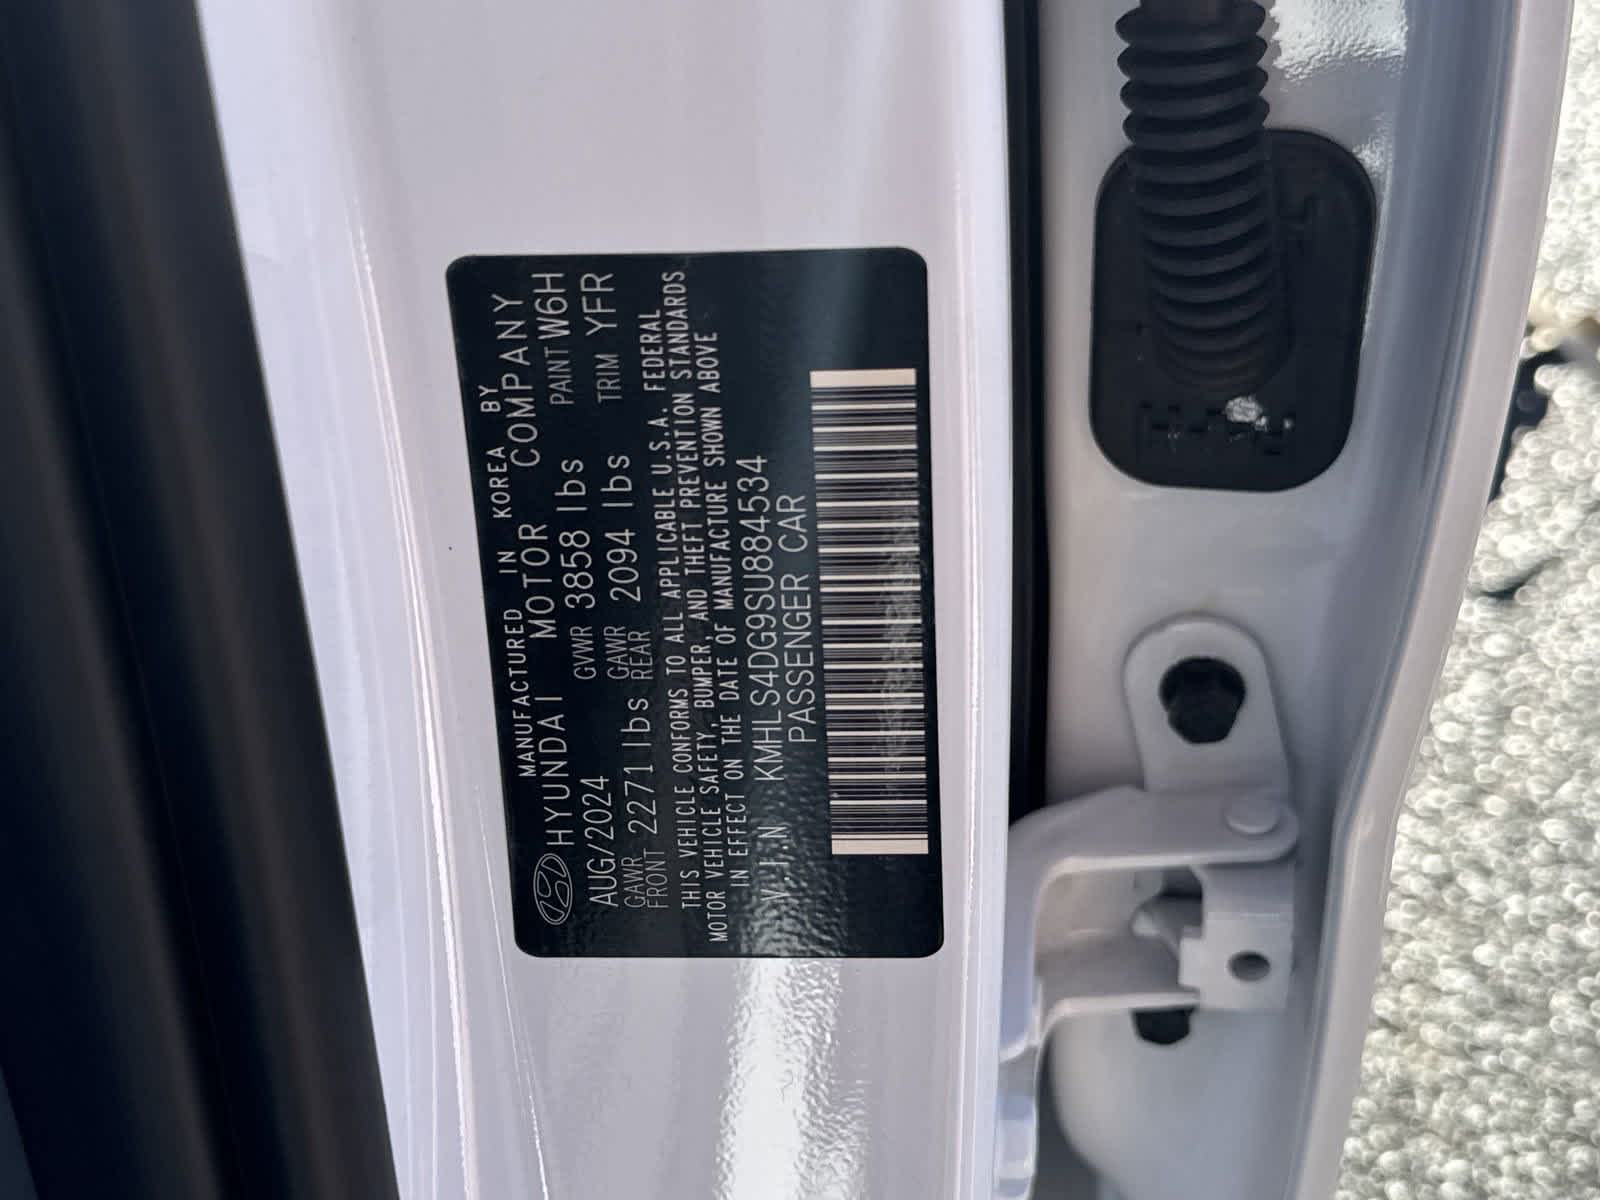 MANUFACTURED IN KOREA BY
HYUNDAI MOTOR COMPANY
AUG/2024 GVWR 3858 lbs PAINT W6H
GAWR FRONT 2271 lbs GAWR REAR 2094 lbs TRIM YFR
THIS VEHICLE CONFORMS TO ALL APPLICABLE U.S.A. FEDERAL
MOTOR VEHICLE SAFETY, BUMPER, AND THEFT PREVENTION STANDARDS
IN EFFECT ON THE DATE OF MANUFACTURE SHOWN ABOVE
V.I.N KMHLS4DG9SU884534
PASSENGER CAR